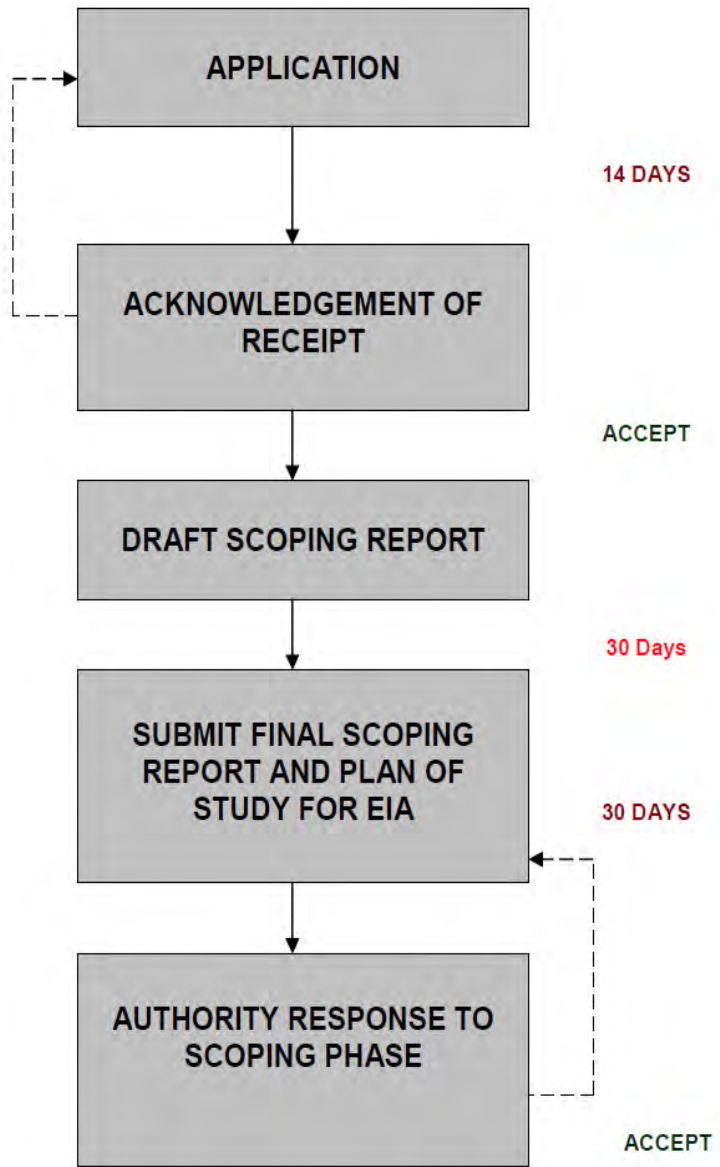 APPLICATION
14 DAYS
ACKNOWLEDGEMENT OF
RECEIPT
ACCEPT
DRAFT SCOPING REPORT
30 Days
SUBMIT FINAL SCOPING
REPORT AND PLAN OF
STUDY FOR EIA
30 DAYS
AUTHORITY RESPONSE TO
SCOPING PHASE
ACCEPT